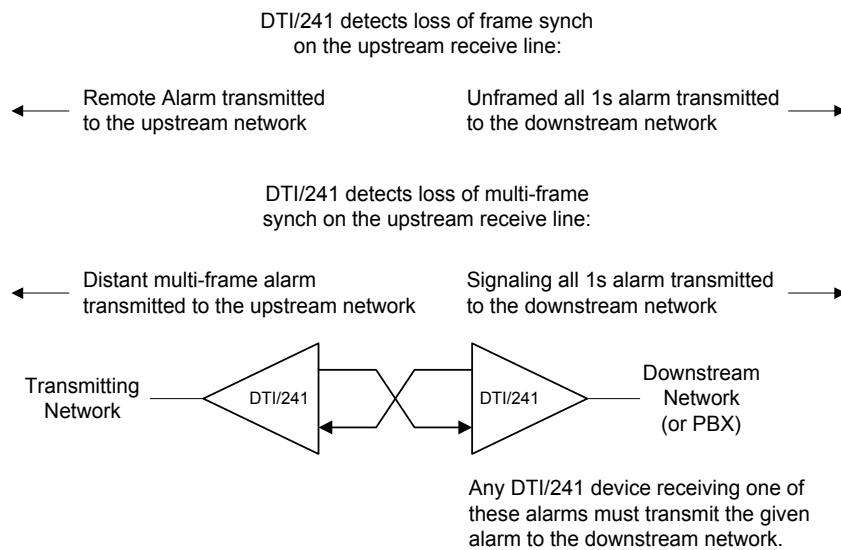 DTI/241 detects loss of frame synch
on the upstream receive line:
Remote Alarm transmitted
to the upstream network
Unframed all 1s alarm transmitted
to the downstream network
DTI/241 detects loss of multi-frame
synch on the upstream receive line:
Distant multi-frame alarm
transmitted to the upstream network
Signaling all 1s alarm transmitted
to the downstream network
Transmitting
Network
DTI/241
DTI/241
Downstream
Network
(or PBX)
Any DTI/241 device receiving one of
these alarms must transmit the given
alarm to the downstream network.